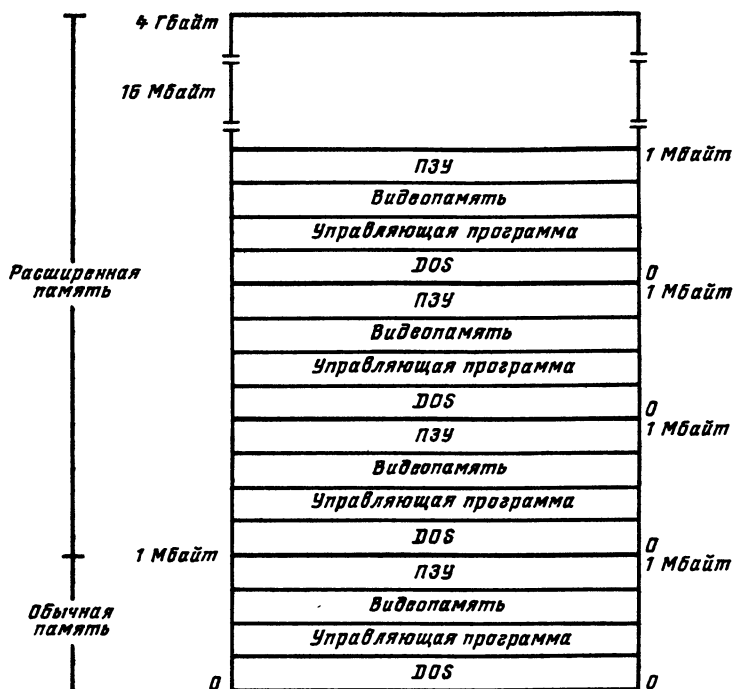 4 Гбайт
16 Мбайт
1 Мбайт
ПЗУ
Видеопамять
Управляющая программа
DOS
0
1 Мбайт
ПЗУ
Расширенная
память
Видеопамять
Управляющая программа
DOS
0
1 Мбайт
ПЗУ
Видеопамять
Управляющая программа
DOS
0
1 Мбайт
1 Мбайт
ПЗУ
Видеопамять
Обычная
память
Управляющая программа
DOS
0
0